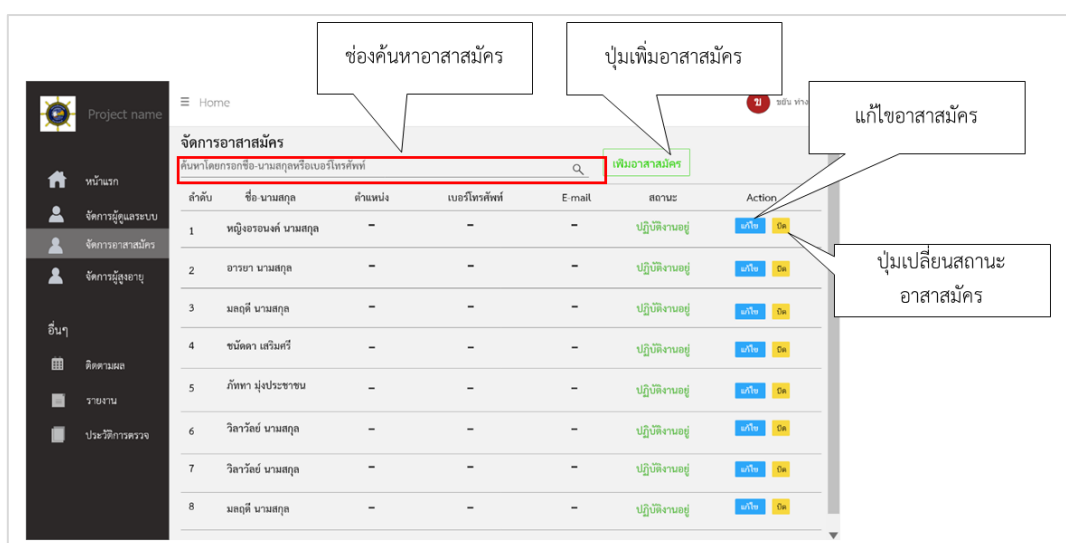 ช่องค้นหาอาสาสมัคร
ปุ่มเพิ่มอาสาสมัคร
แก้ไขอาสาสมัคร
Project name
≡ Home
ข ขยัน ท่าง
จัดการอาสาสมัคร
ค้นหาโดยกรอกชื่อ-นามสกุลหรือเบอร์โทรศัพท์
เพิ่มอาสาสมัคร
หน้าแรก
จัดการผู้ดูแลระบบ
จัดการอาสาสมัคร
จัดการผู้สูงอายุ
อื่นๆ
ติดตามผล
รายงาน
ประวัติการตรวจ
ลำดับ ชื่อ-นามสกุล ตำแหน่ง เบอร์โทรศัพท์ E-mail สถานะ Action
1 หญิงอรอนงค์ นามสกุล - - - ปฏิบัติงานอยู่ แก้ไข ปิด
2 อารยา นามสกุล - - - ปฏิบัติงานอยู่ แก้ไข ปิด
3 มลฤดี นามสกุล - - - ปฏิบัติงานอยู่ แก้ไข ปิด
4 ชนัดดา เสริมศรี - - - ปฏิบัติงานอยู่ แก้ไข ปิด
5 ภัททา มุ่งประชาชน - - - ปฏิบัติงานอยู่ แก้ไข ปิด
6 วิลาวัลย์ นามสกุล - - - ปฏิบัติงานอยู่ แก้ไข ปิด
7 วิลาวัลย์ นามสกุล - - - ปฏิบัติงานอยู่ แก้ไข ปิด
8 มลฤดี นามสกุล - - - ปฏิบัติงานอยู่ แก้ไข ปิด
ปุ่มเปลี่ยนสถานะ
อาสาสมัคร